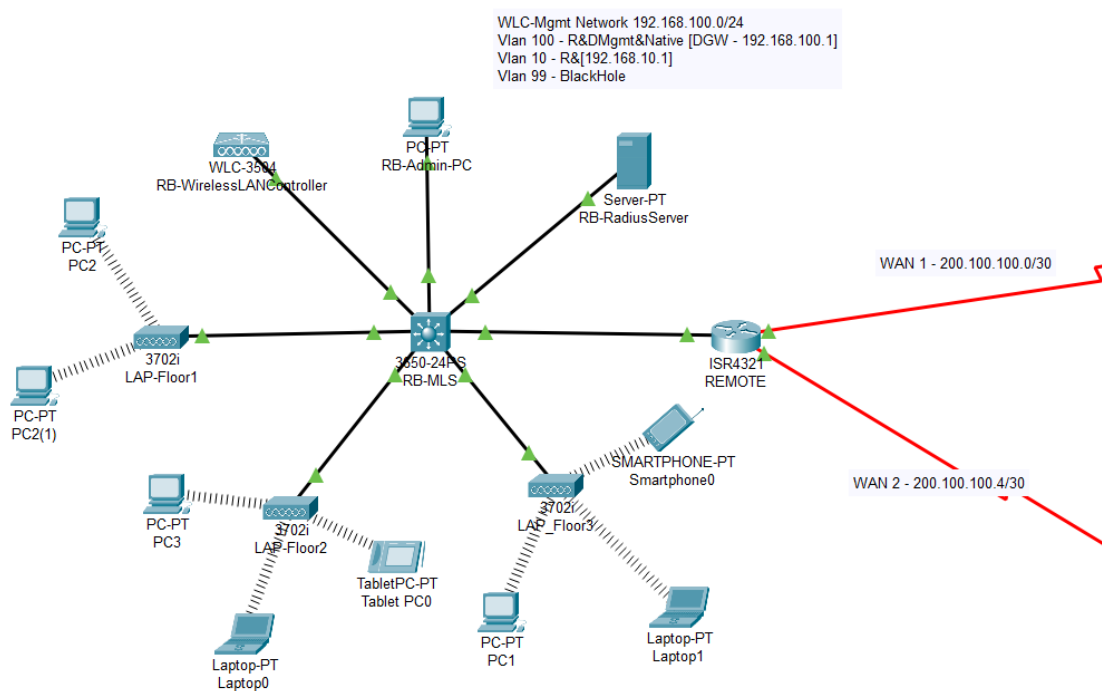 WLC-Mgmt Network 192.168.100.0/24
Vlan 100 - R&DMgmt&Native [DGW - 192.168.100.1]
Vlan 10 - R&[192.168.10.1]
Vlan 99 - BlackHole
PC-PT
RB-Admin-PC
WLC-3504
RB-WirelessLANController
Server-PT
RB-RadiusServer
PC-PT
PC2
WAN 1 - 200.100.100.0/30
3702i
LAP-Floor1
3650-24PS
RB-MLS
ISR4321
REMOTE
PC-PT
PC2(1)
SMARTPHONE-PT
Smartphone0
WAN 2 - 200.100.100.4/30
3702i
LAP_Floor3
PC-PT
PC3
3702i
LAP-Floor2
TabletPC-PT
Tablet PC0
PC-PT
PC1
Laptop-PT
Laptop1
Laptop-PT
Laptop0